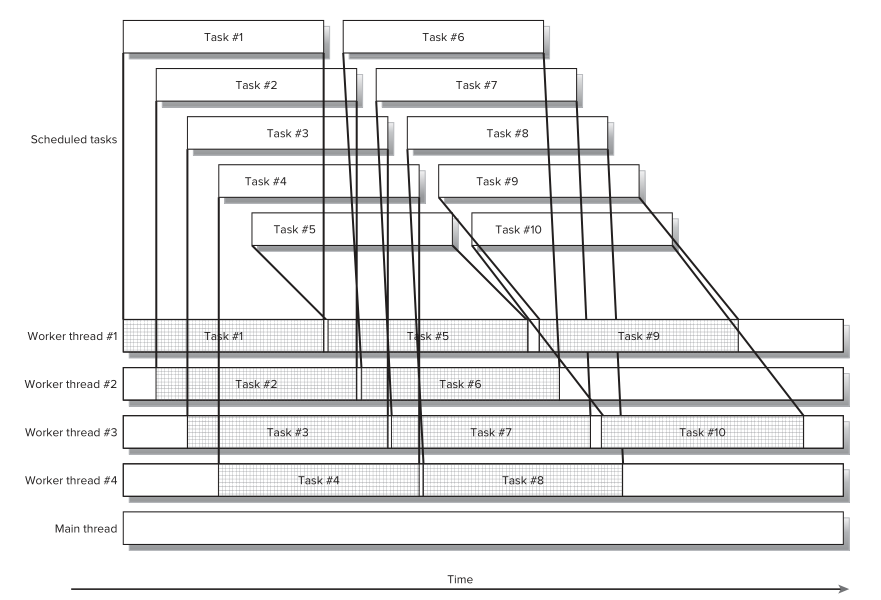 Task #1
Task #6
Task #2
Task #7
Task #3
Task #8
Scheduled tasks
Task #4
Task #9
Task #5
Task #10
Worker thread #1
Task #1
Task #5
Task #9
Worker thread #2
Task #2
Task #6
Worker thread #3
Task #3
Task #7
Task #10
Worker thread #4
Task #4
Task #8
Main thread
Time